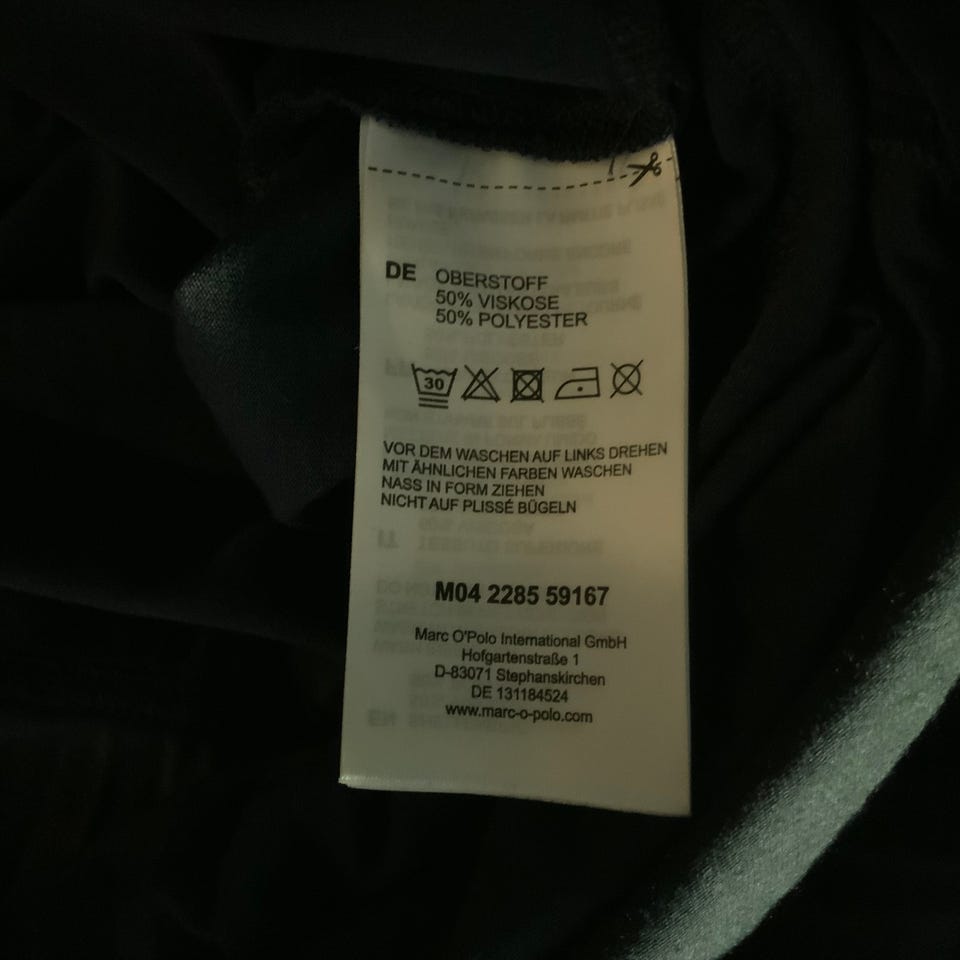 DE OBERSTOFF
50% VISKOSE
50% POLYESTER
30
VOR DEM WASCHEN AUF LINKS DREHEN
MIT ÄHNLICHEN FARBEN WASCHEN
NASS IN FORM ZIEHEN
NICHT AUF PLISSÉ BÜGELN
M04 2285 59167
Marc O'Polo International GmbH
Hofgartenstraße 1
D-83071 Stephanskirchen
DE 131184524
www.marc-o-polo.com